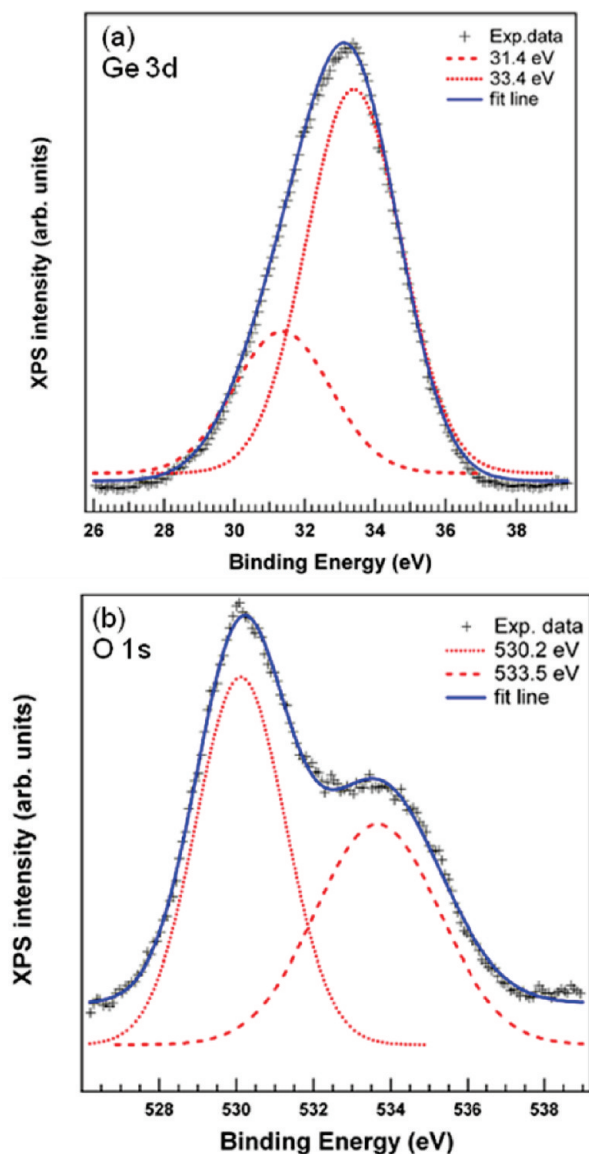 (a)
Ge 3d
Exp.data
31.4 eV
33.4 eV
fit line
XPS intensity (arb. units)
26 28 30 32 34 36 38
Binding Energy (eV)
(b)
O 1s
Exp. data
530.2 eV
533.5 eV
fit line
XPS intensity (arb. units)
528 530 532 534 536 538
Binding Energy (eV)